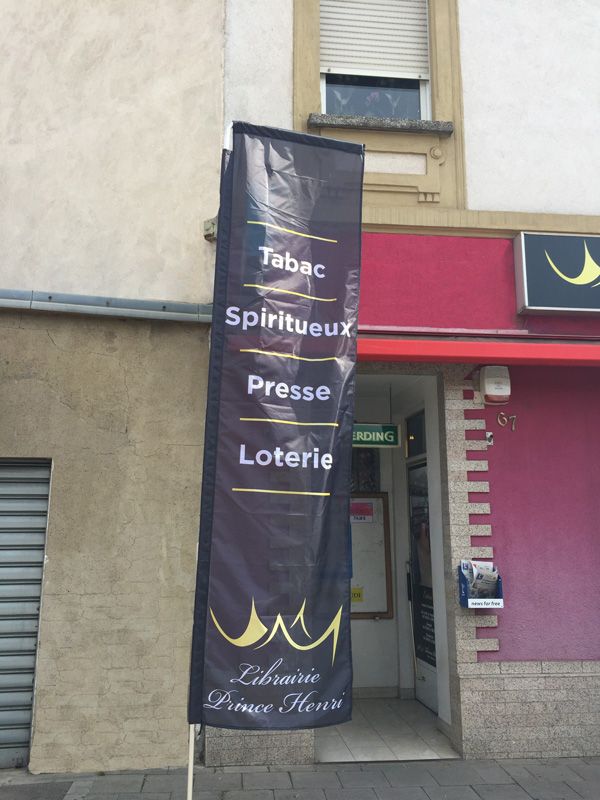 Tabac
Spiritueux
Presse
Loterie
Librairie
Prince Henri
ERDING
67
news for free